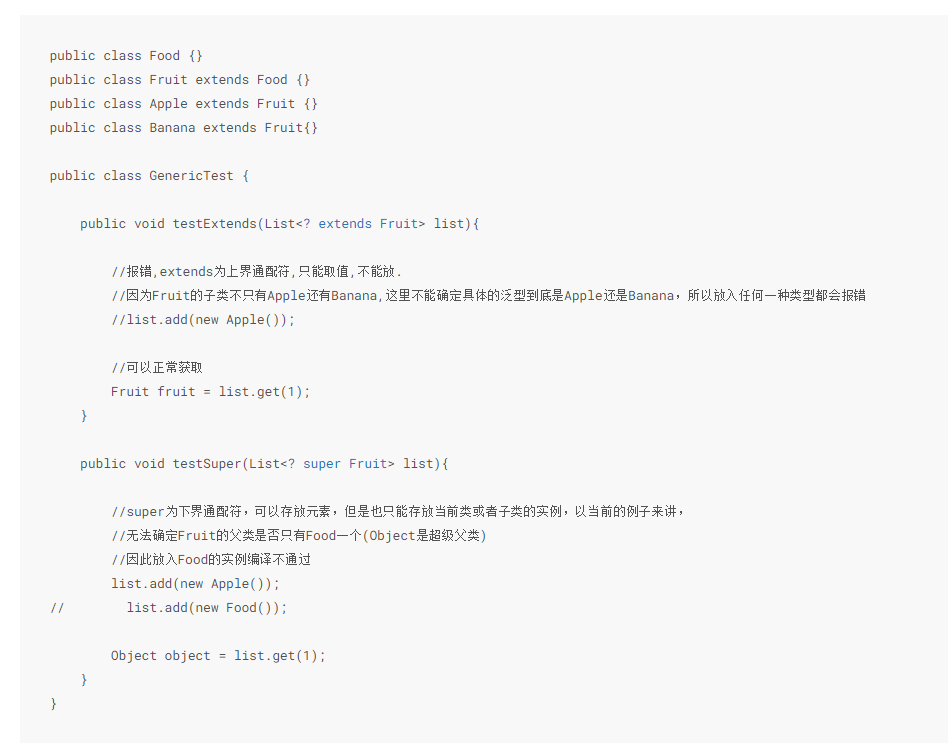 public class Food {}
public class Fruit extends Food {}
public class Apple extends Fruit {}
public class Banana extends Fruit{}
public class GenericTest {
public void testExtends(List<? extends Fruit> list){
//报错,extends为上界通配符,只能取值,不能放.
//因为Fruit的子类不只有Apple还有Banana,这里不能确定具体的泛型到底是Apple还是Banana，所以放入任何一种类型都会报错
//list.add(new Apple());
//可以正常获取
Fruit fruit = list.get(1);
}
public void testSuper(List<? super Fruit> list){
//super为下界通配符，可以存放元素，但是也只能存放当前类或者子类的实例，以当前的例子来讲，
//无法确定Fruit的父类是否只有Food一个(Object是超级父类)
//因此放入Food的实例编译不通过
list.add(new Apple());
// list.add(new Food());
Object object = list.get(1);
}
}